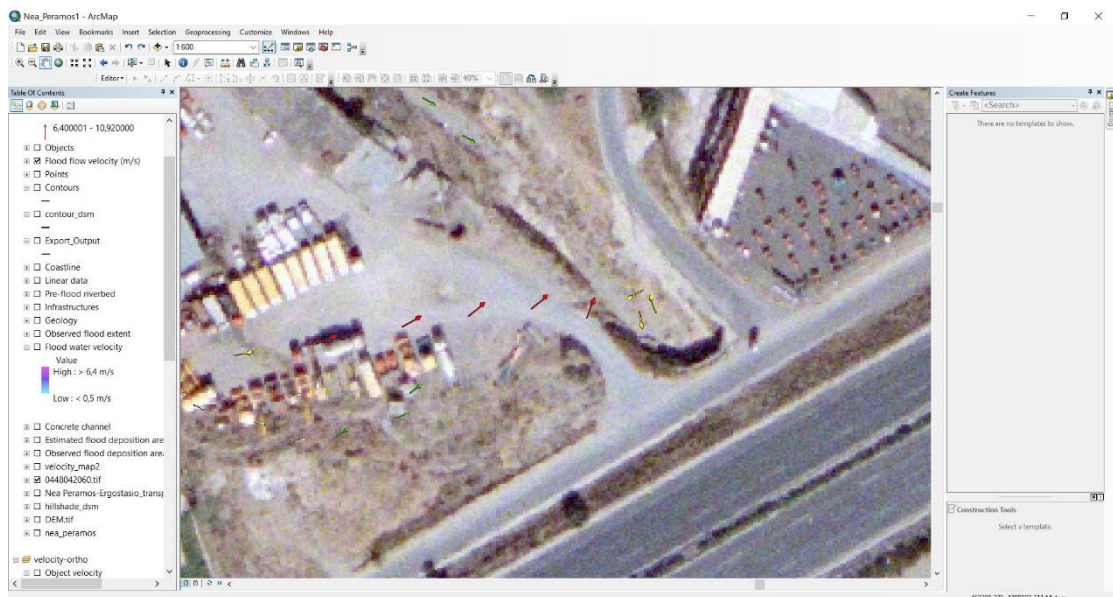 Nea_Peramos1 - ArcMap
File Edit View Bookmarks Insert Selection Geoprocessing Customize Windows Help
1:600
Editor
40%
Table Of Contents
6,400001 - 10,920000
Objects
Flood flow velocity (m/s)
Points
Contours
contour_dsm
Export_Output
Coastline
Linear data
Pre-flood riverbed
Infrastructures
Geology
Observed flood extent
Flood water velocity
Value
High : > 6,4 m/s
Low : < 0,5 m/s
Concrete channel
Estimated flood deposition are
Observed flood deposition area
velocity_map2
0448042060.tif
Nea Peramos-Ergostasio_transp
hillshade_dsm
DEM.tif
nea_peramos
velocity-ortho
Object velocity
Create Features
<Search>
There are no templates to show.
Construction Tools
Select a template.
Catalog